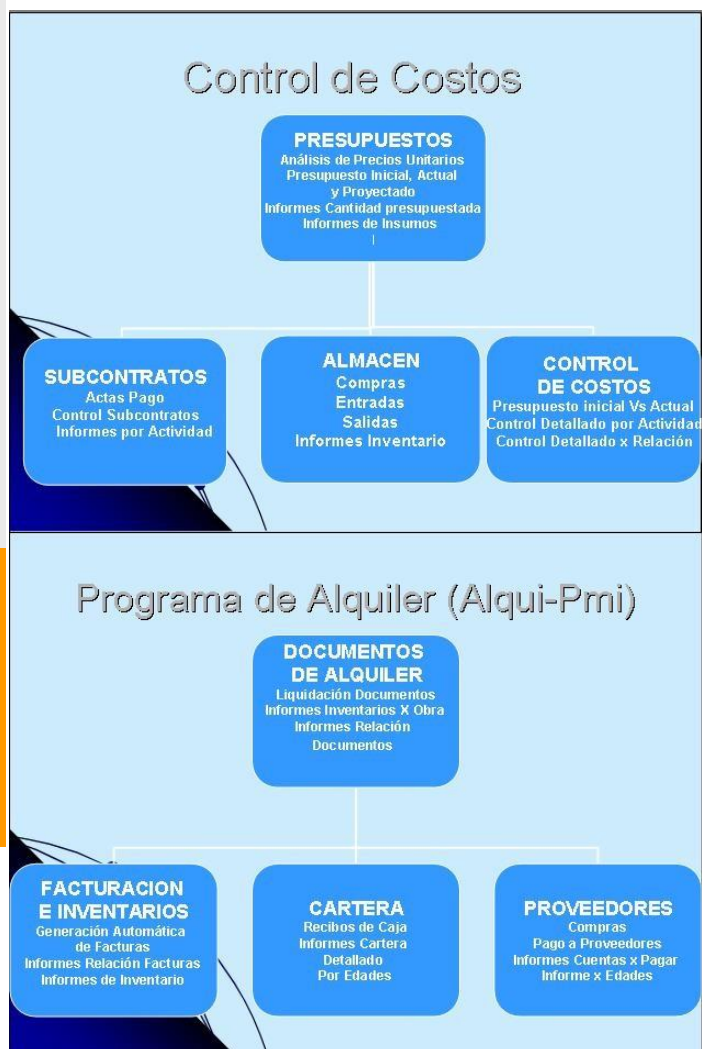 Control de Costos
PRESUPUESTOS
Análisis de Precios Unitarios
Presupuesto Inicial, Actual
y Proyectado
Informes Cantidad presupuestada
Informes de Insumos
SUBCONTRATOS
Actas Pago
Control Subcontratos
Informes por Actividad
ALMACEN
Compras
Entradas
Salidas
Informes Inventario
CONTROL
DE COSTOS
Presupuesto inicial Vs Actual
Control Detallado por Actividad
Control Detallado x Relación
Programa de Alquiler (Alqui-Pmi)
DOCUMENTOS
DE ALQUILER
Liquidación Documentos
Informes Inventarios X Obra
Informes Relación
Documentos
FACTURACION
E INVENTARIOS
Generación Automática
de Facturas
Informes Relación Facturas
Informes de Inventario
CARTERA
Recibos de Caja
Informes Cartera
Detallado
Por Edades
PROVEEDORES
Compras
Pago a Proveedores
Informes Cuentas x Pagar
Informe x Edades